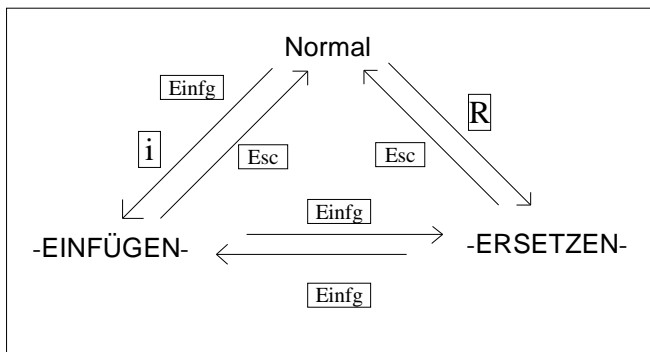 Normal
Einfg
R
i
Esc
Esc
Einfg
-EINFÜGEN-
-ERSETZEN-
Einfg